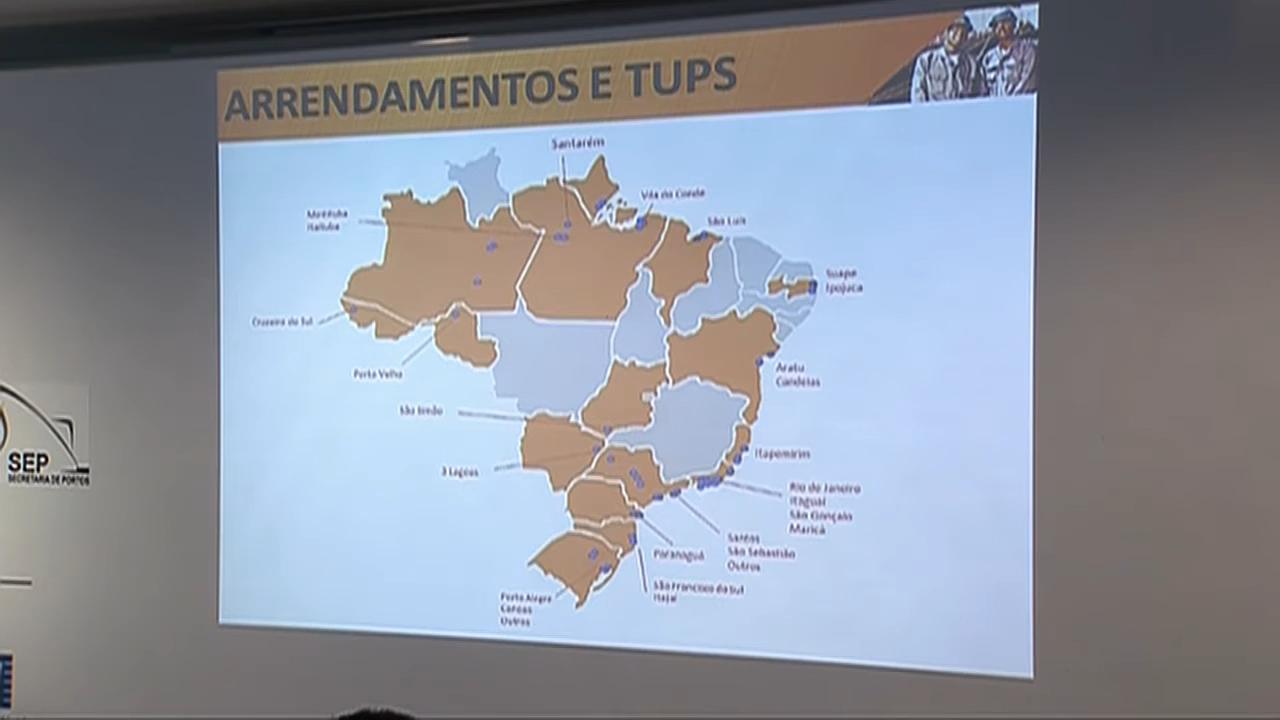 ARRENDAMENTOS E TUPS
Santarém
Vila do Conde
Miritituba
Itaituba
São Luis
Suape
Ipojuca
Cruzeiro do Sul
Porto Velho
Aratu
Candeias
São Simão
Itapemirim
3 Lagoas
Rio de Janeiro
Itaguaí
São Gonçalo
Maricá
Santos
São Sebastião
Outros
Paranaguá
São Francisco do Sul
Itajaí
Porto Alegre
Canoas
Outros
SEP
SECRETARIA DE PORTOS